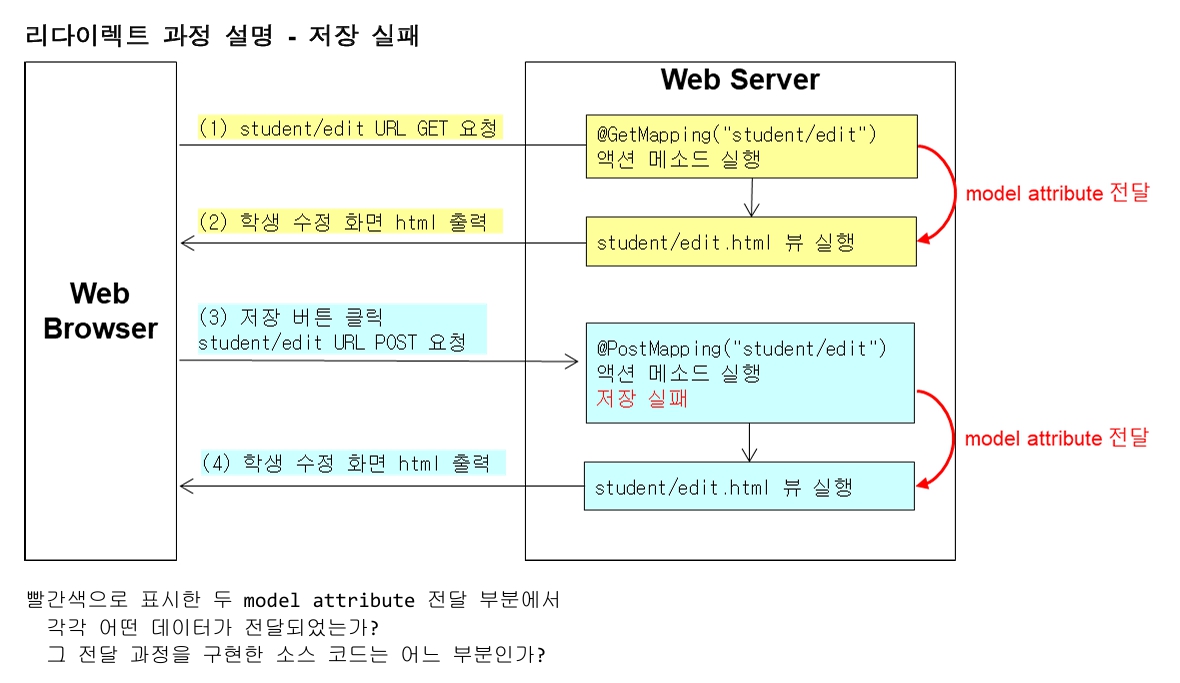 리다이렉트 과정 설명 - 저장 실패
Web Server
(1) student/edit URL GET 요청
@GetMapping("student/edit")
액션 메소드 실행
model attribute 전달
(2) 학생 수정 화면 html 출력
student/edit.html 뷰 실행
Web
Browser
(3) 저장 버튼 클릭
student/edit URL POST 요청
@PostMapping("student/edit")
액션 메소드 실행
저장 실패
model attribute 전달
(4) 학생 수정 화면 html 출력
student/edit.html 뷰 실행
빨간색으로 표시한 두 model attribute 전달 부분에서
각각 어떤 데이터가 전달되었는가?
그 전달 과정을 구현한 소스 코드는 어느 부분인가?